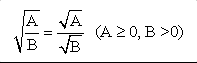 √(A/B) = √A/√B (A ≥ 0, B >0)